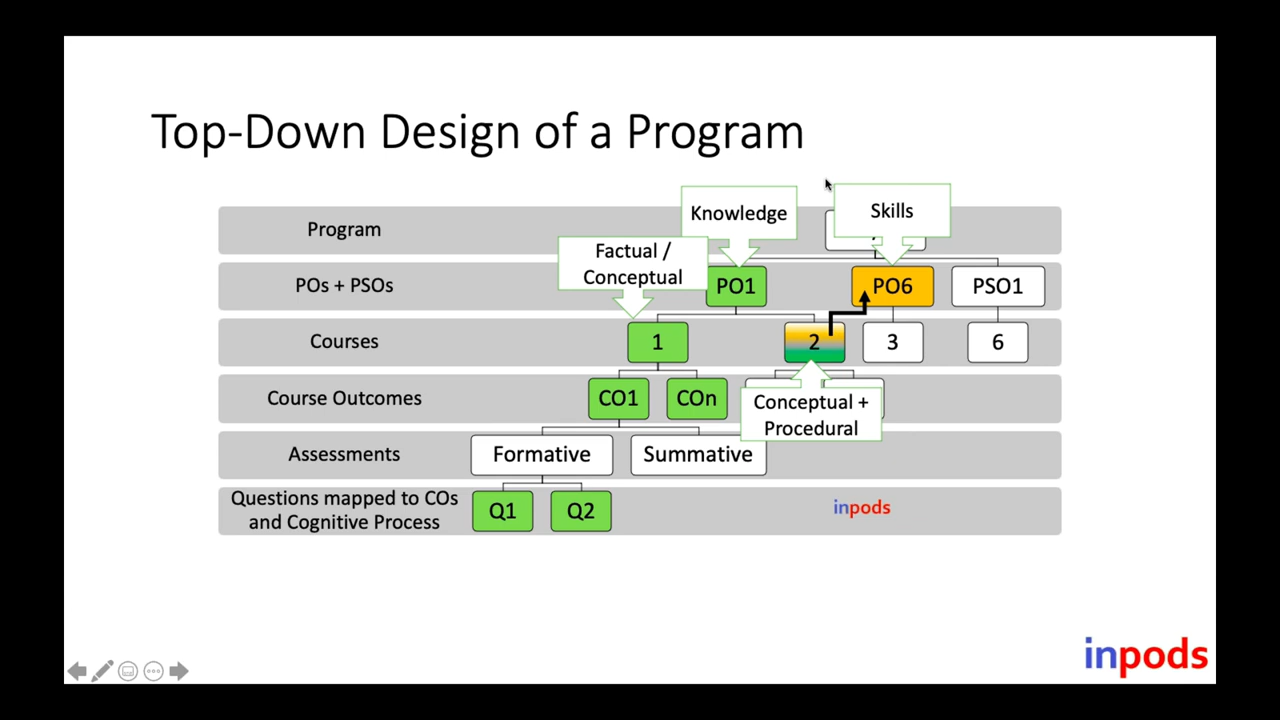 Top-Down Design of a Program
Knowledge
Skills
Program
Factual /
Conceptual
POs + PSOs
PO1
PO6
PSO1
Courses
1
2
3
6
Course Outcomes
CO1
COn
Conceptual +
Procedural
Assessments
Formative
Summative
Questions mapped to COs
and Cognitive Process
Q1
Q2
inpods
inpods